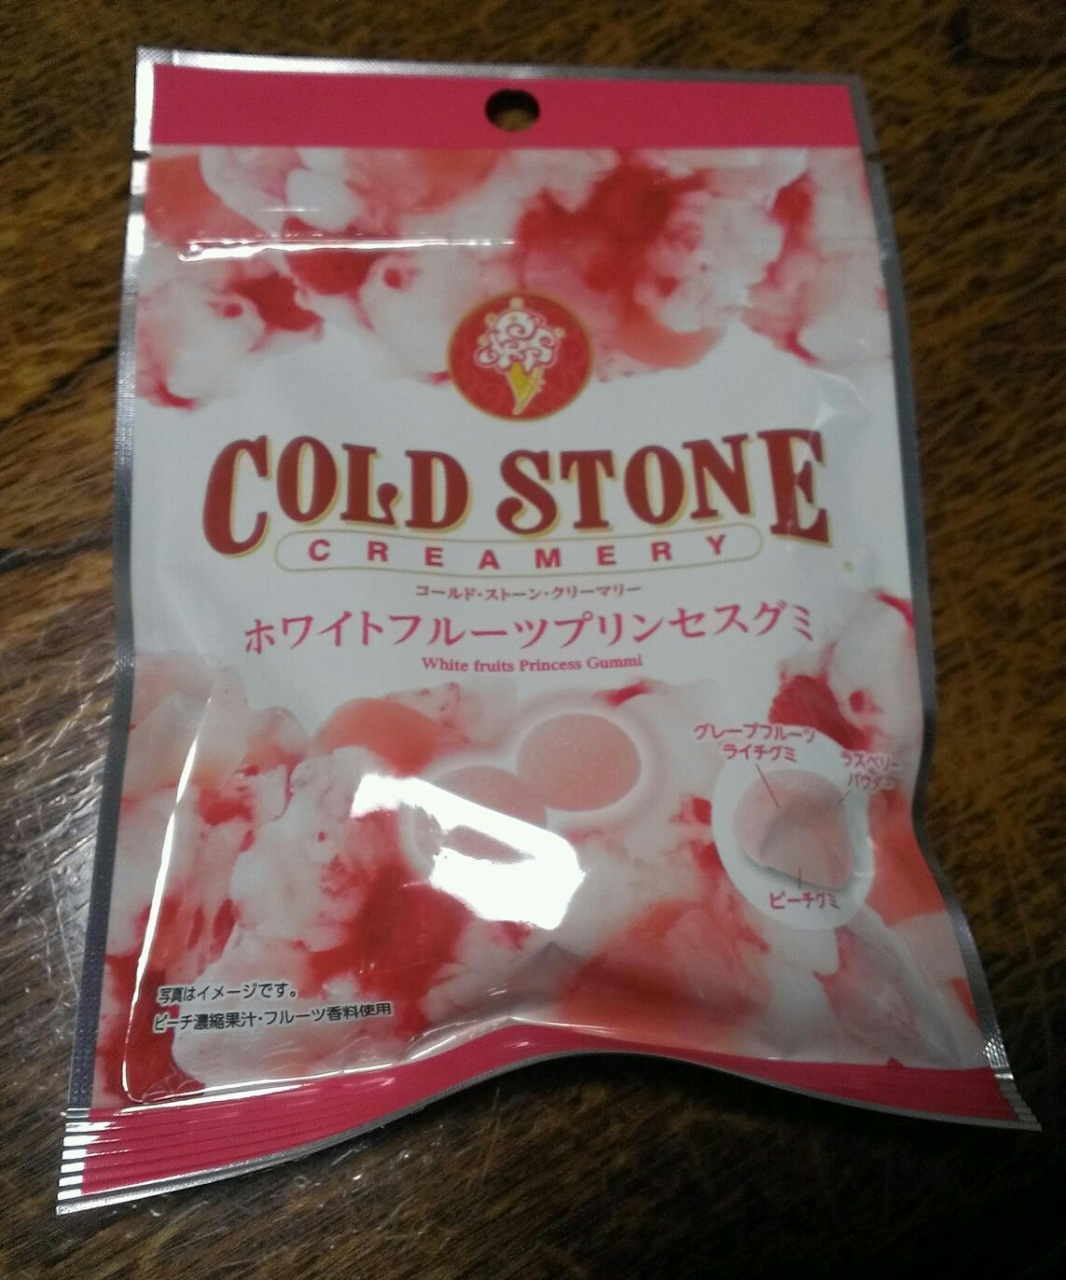 COLD STONE
CREAMERY
コールド・ストーン・クリーマリー
ホワイトフルーツプリンセスグミ
White fruits Princess Gummi
グレープフルーツ
ライチグミ
ラズベリー
パウダー
ピーチグミ
写真はイメージです。
ピーチ濃縮果汁・フルーツ香料使用